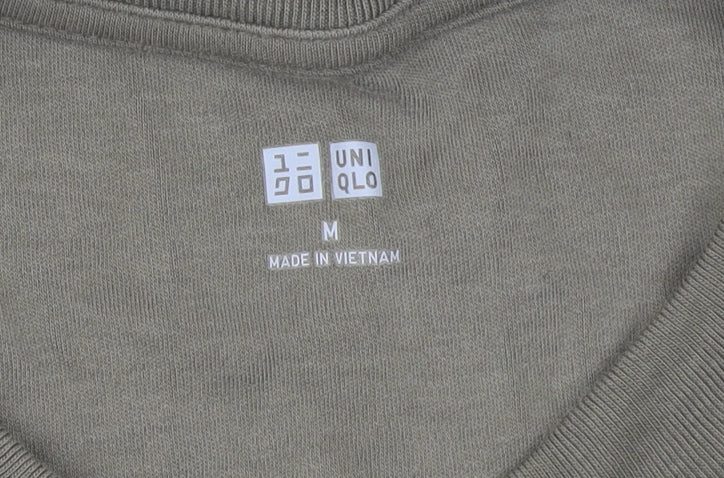 ユニ UNI
クロ QLO
M
MADE IN VIETNAM